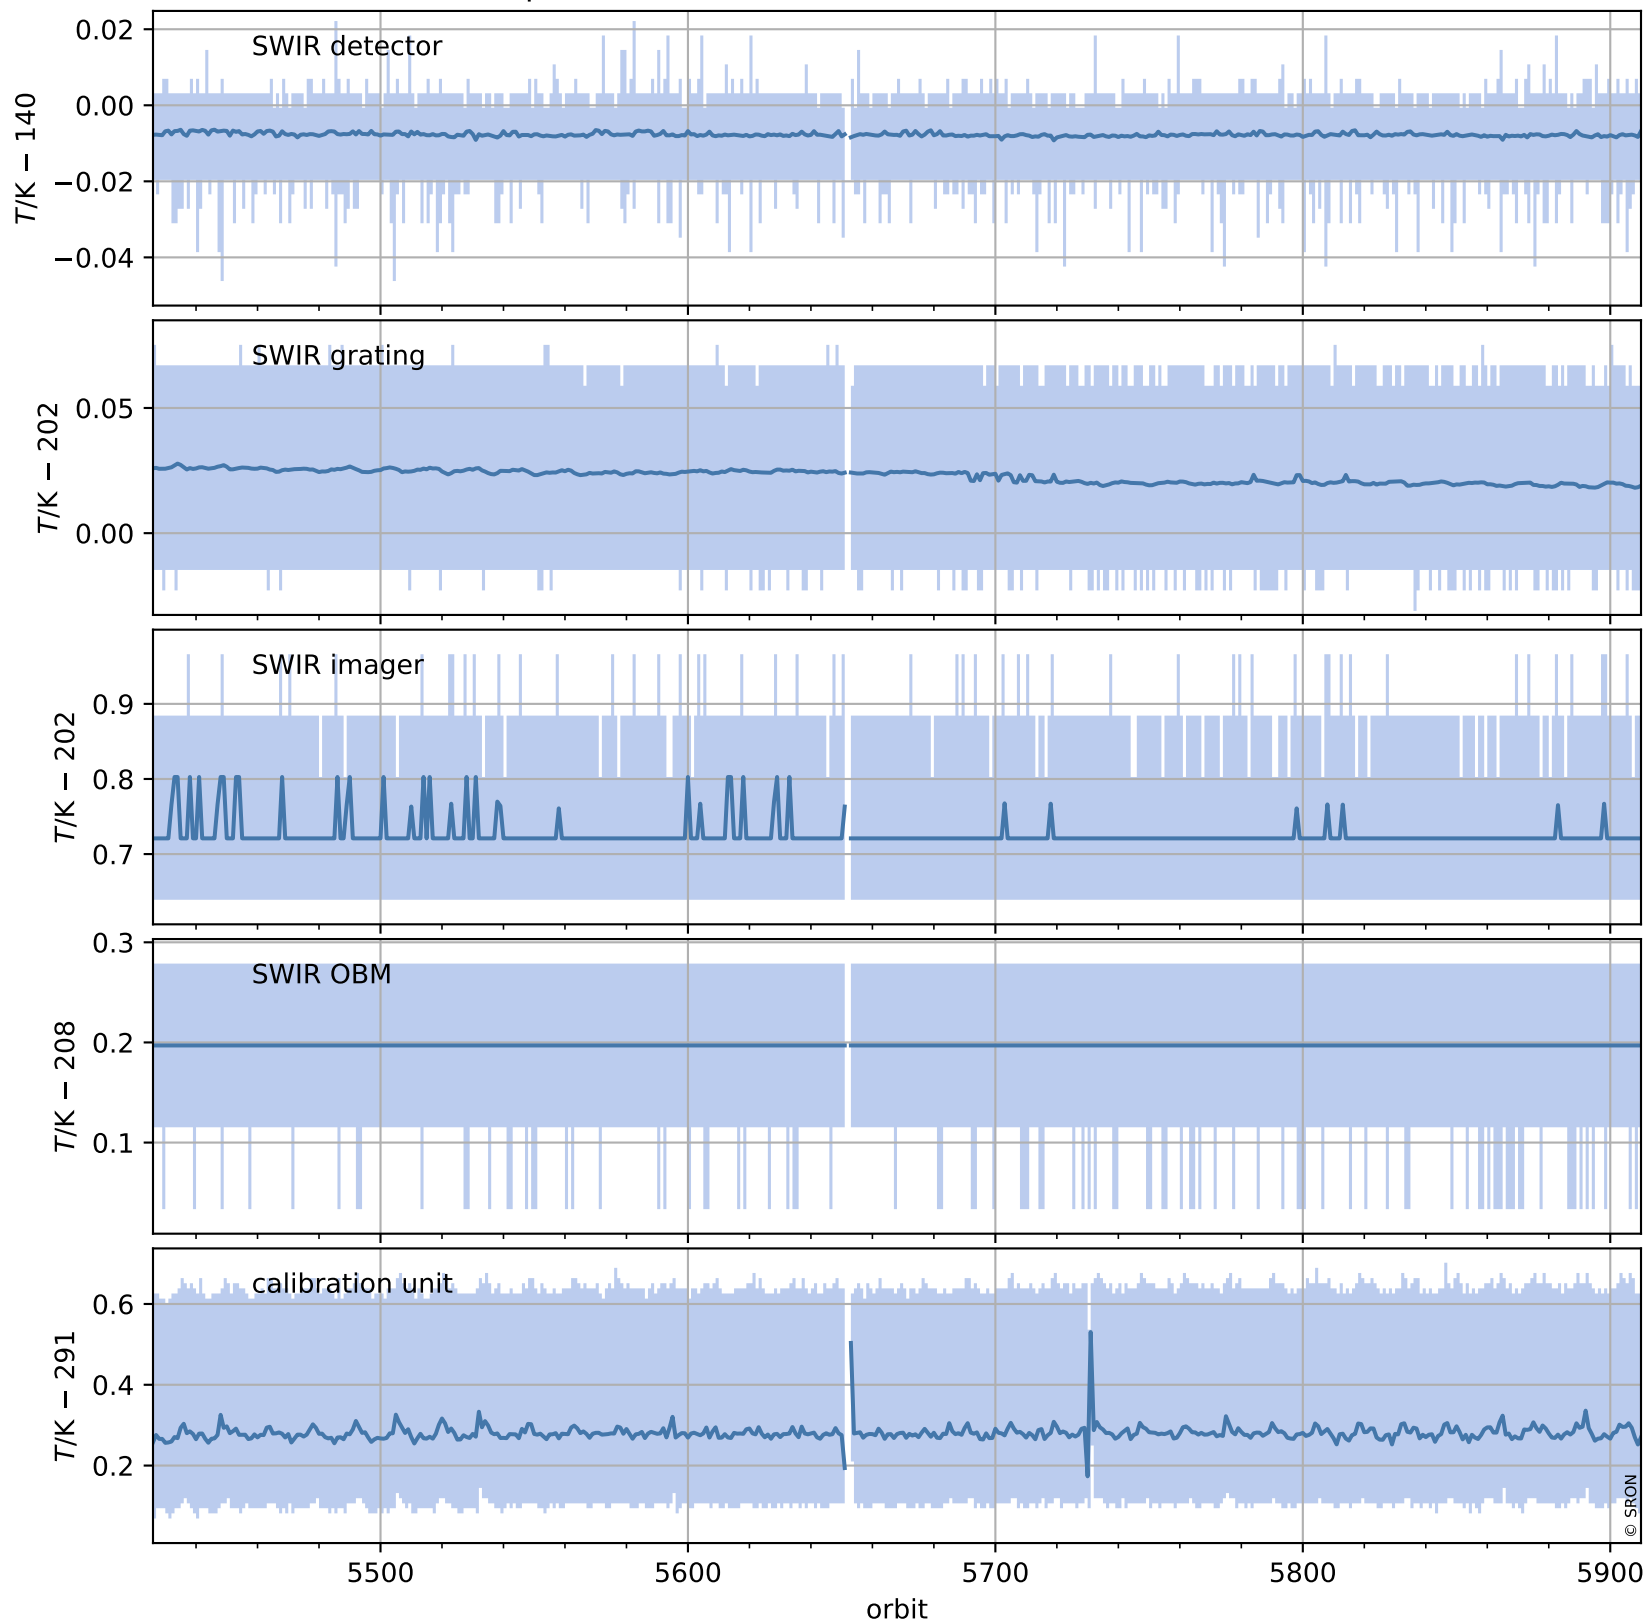 0.02
0.00
−0.02
−0.04
T/K − 140
SWIR detector
0.05
0.00
T/K − 202
SWIR grating
0.9
0.8
0.7
T/K − 202
SWIR imager
0.3
0.2
0.1
T/K − 208
SWIR OBM
0.6
0.4
0.2
T/K − 291
calibration unit
© SRON
5500
5600
5700
5800
5900
orbit